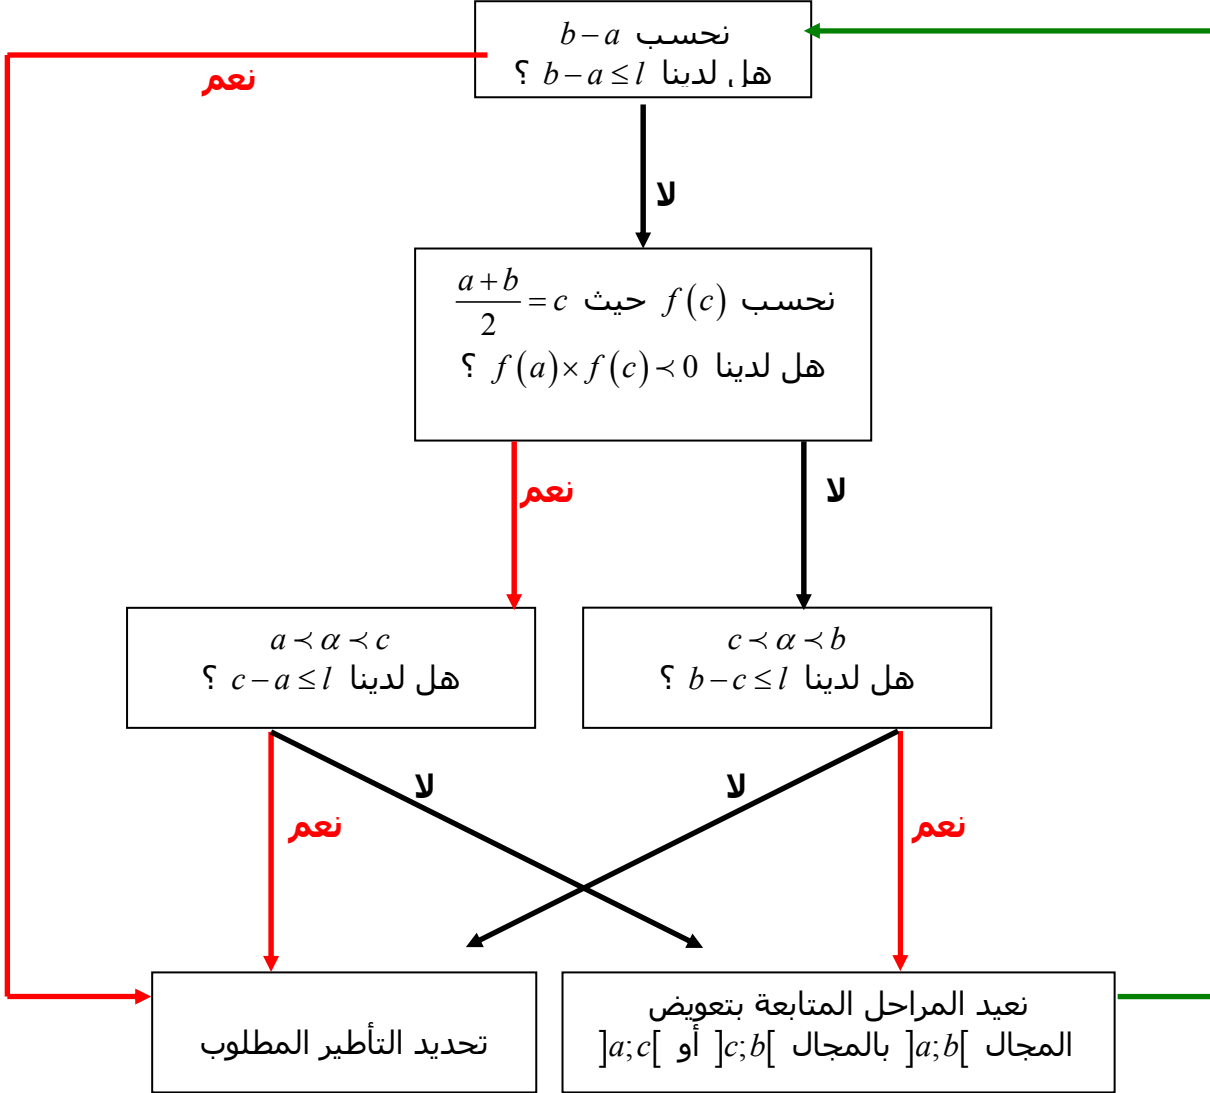 نحسب b − a
هل لدينا b − a ≤ l ؟
نعم
لا
نحسب f(c) حيث (a+b)/2 = c
هل لدينا f(a)×f(c) ≺ 0 ؟
لا
نعم
c ≺ α ≺ b
هل لدينا b − c ≤ l ؟
a ≺ α ≺ c
هل لدينا c − a ≤ l ؟
لا
لا
نعم
نعم
نعيد المراحل المتابعة بتعويض
المجال ]a;b[ بالمجال ]c;b[ أو ]a;c[
تحديد التأطير المطلوب